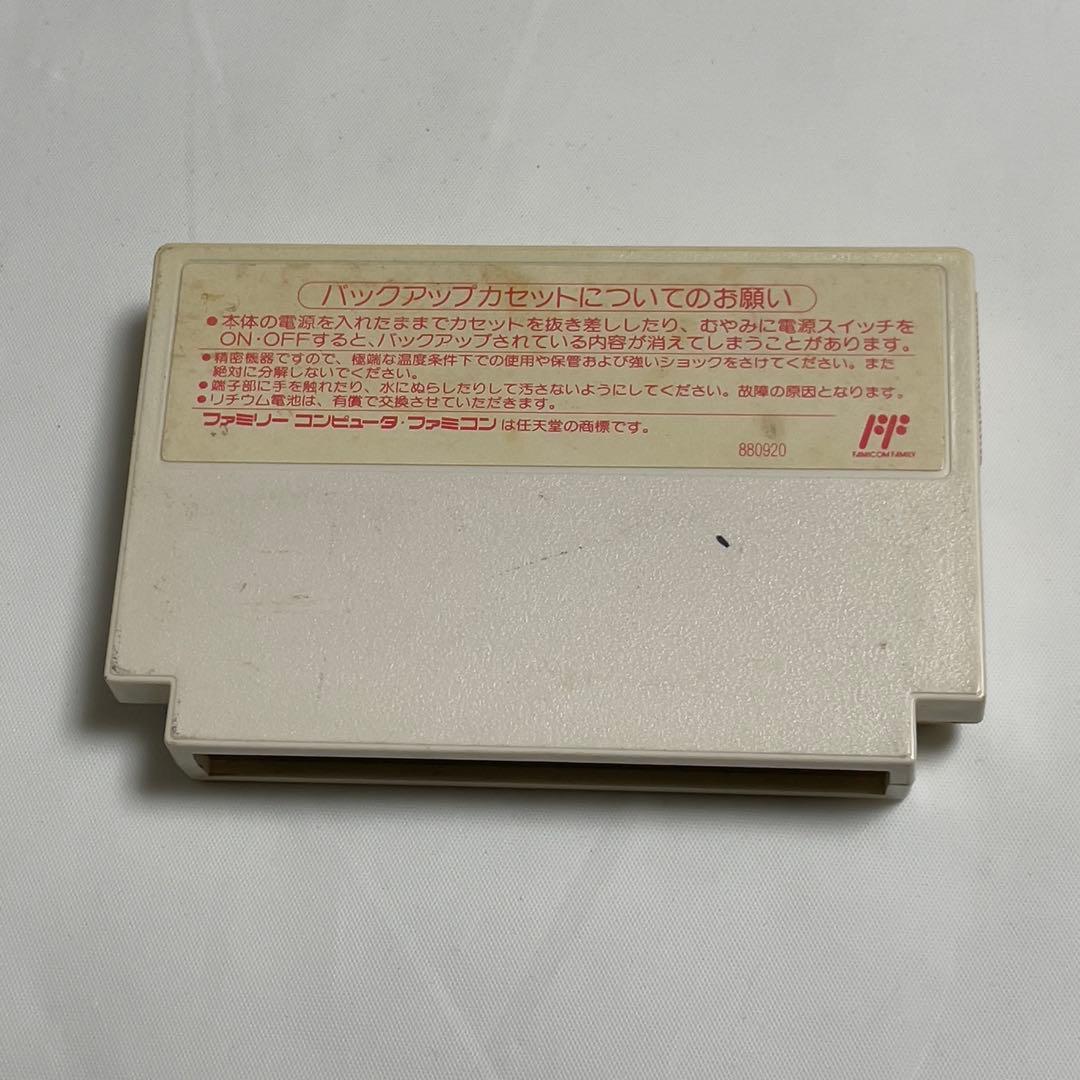 バックアップカセットについてのお願い
●本体の電源を入れたままでカセットを抜き差ししたり、むやみに電源スイッチを
ON・OFFすると、バックアップされている内容が消えてしまうことがあります。
●精密機器ですので、極端な温度条件下での使用や保管および強いショックをさけてください。また
絶対に分解しないでください。
●端子部に手を触れたり、水にぬらしたりして汚さないようにしてください。故障の原因となります。
●リチウム電池は、有償で交換させていただきます。
ファミリーコンピュータ・ファミコンは任天堂の商標です。
880920
FAMICOM FAMILY